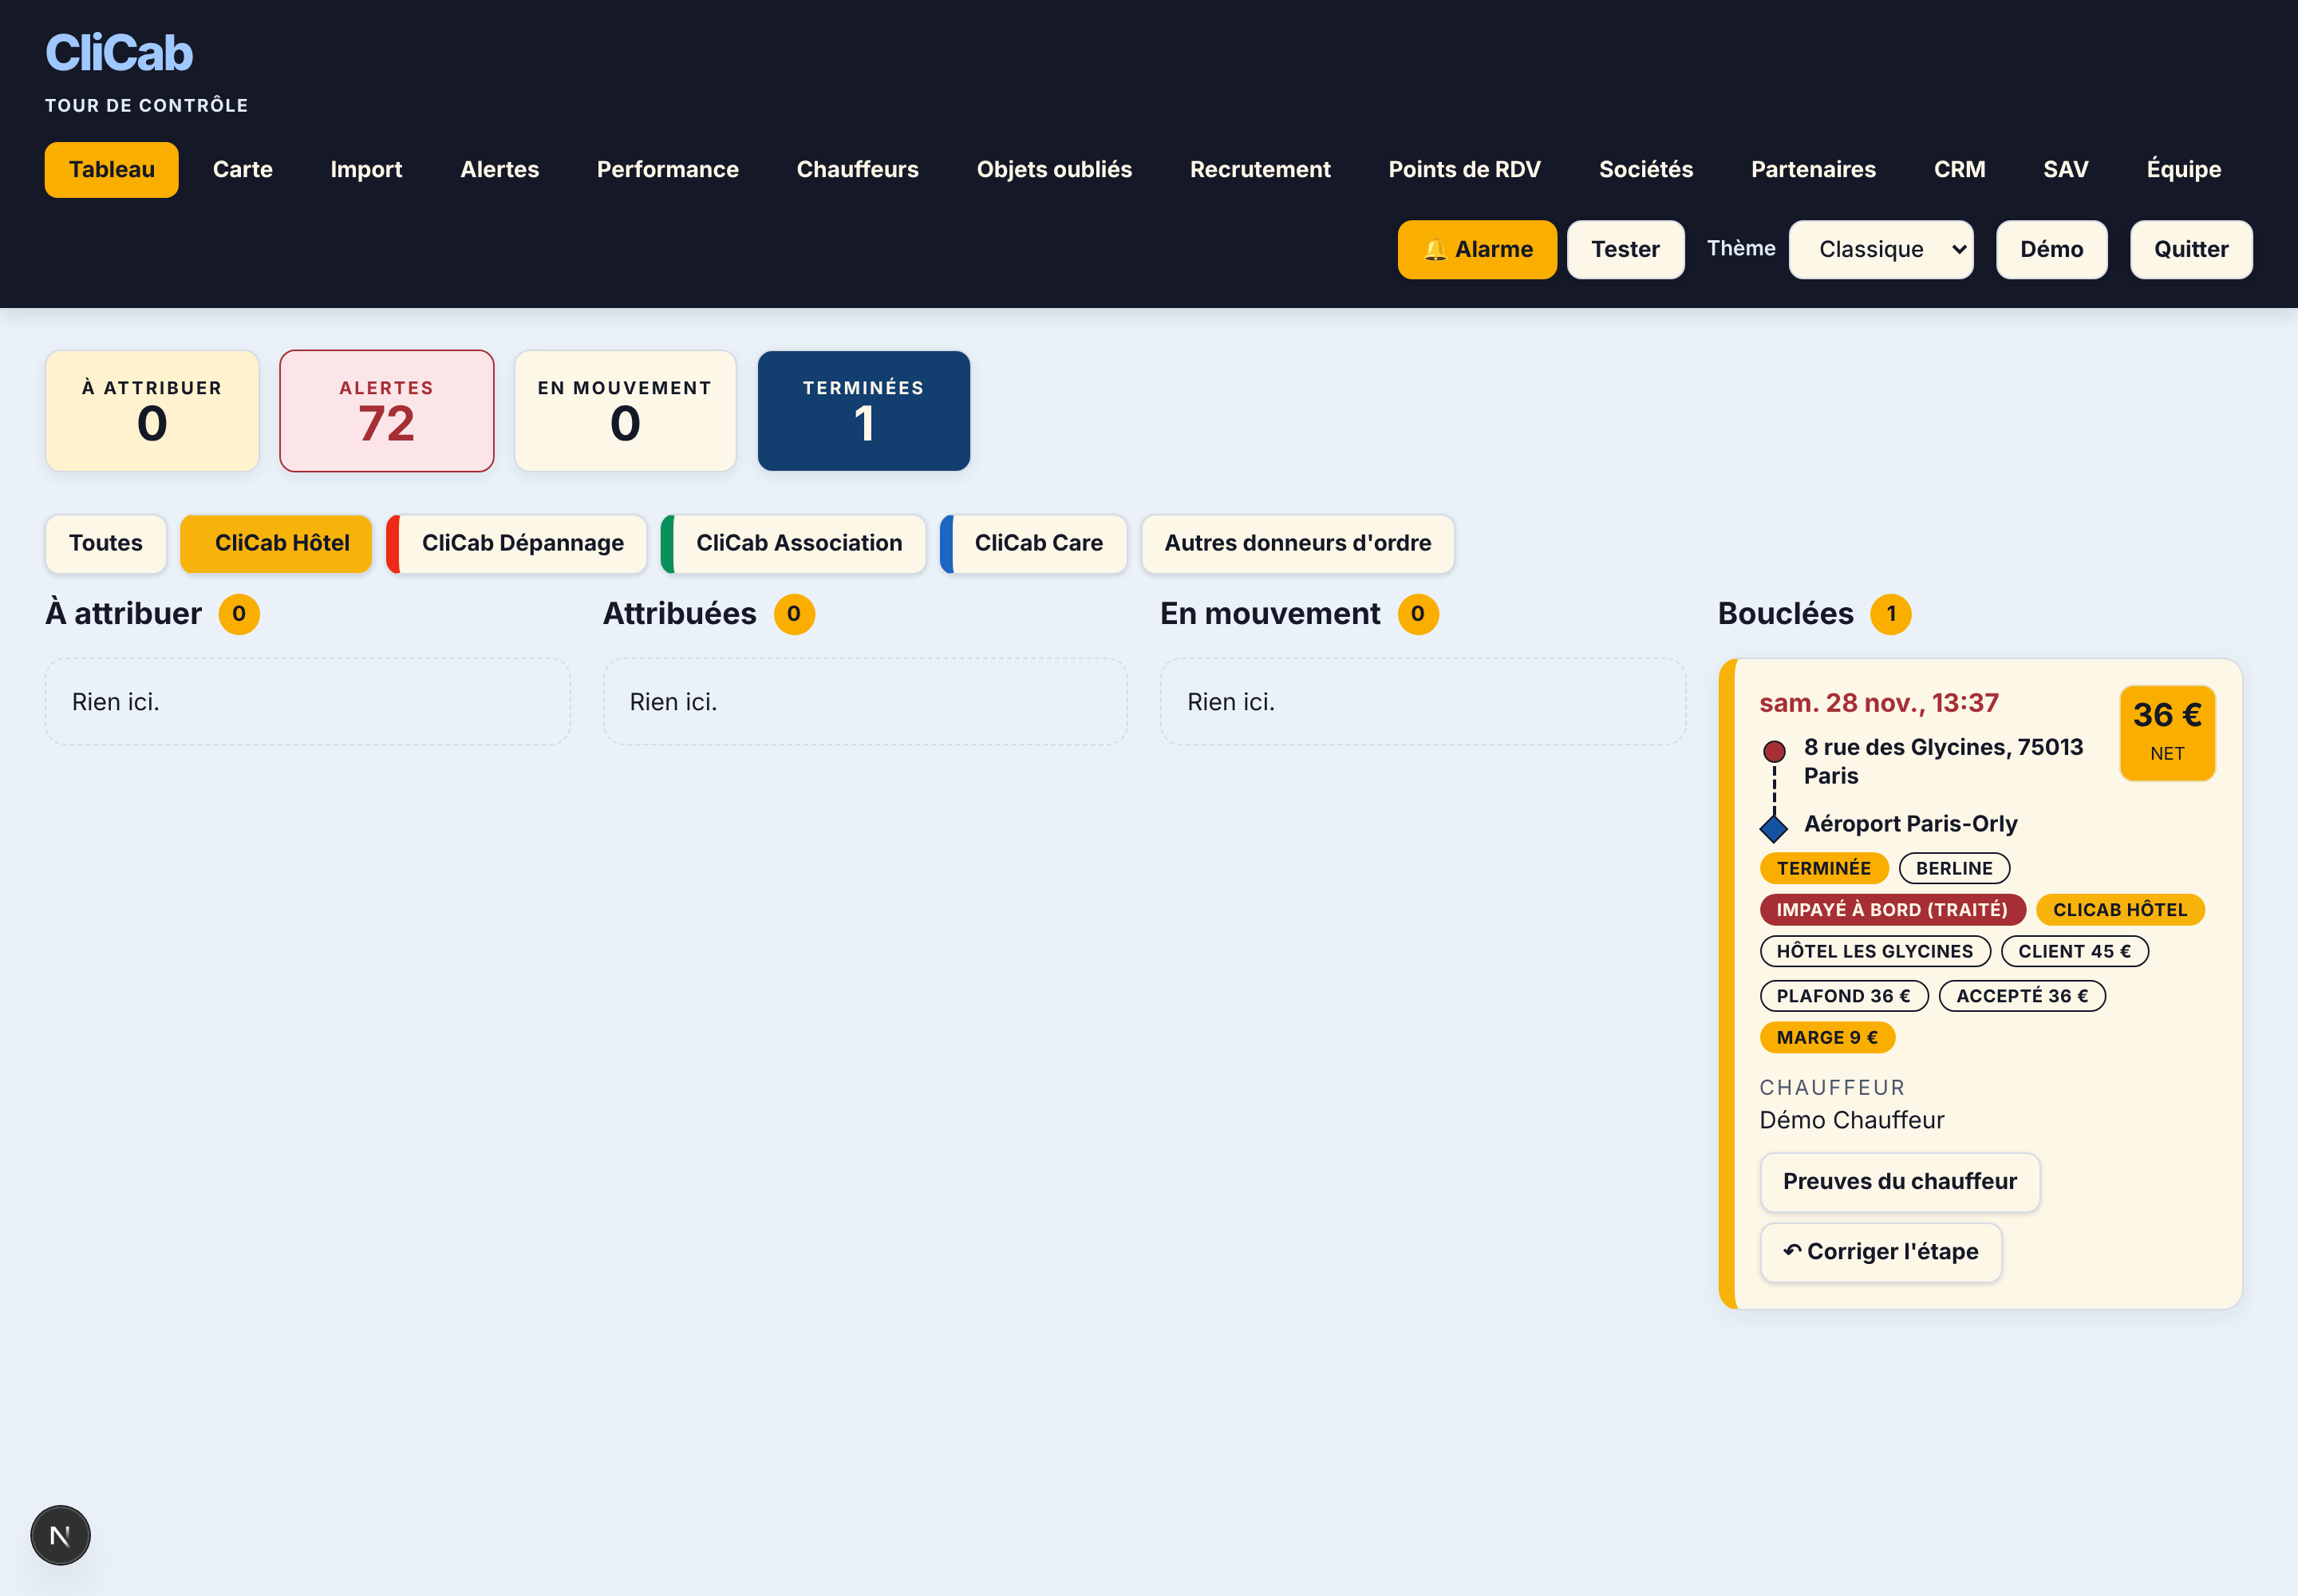 CliCab
TOUR DE CONTRÔLE
Tableau Carte Import Alertes Performance Chauffeurs Objets oubliés Recrutement Points de RDV Sociétés Partenaires CRM SAV Équipe
🔔 Alarme Tester Thème Classique Démo Quitter
À ATTRIBUER ALERTES EN MOUVEMENT TERMINÉES
0 72 0 1
Toutes CliCab Hôtel CliCab Dépannage CliCab Association CliCab Care Autres donneurs d'ordre
À attribuer 0 Attribuées 0 En mouvement 0 Bouclées 1
Rien ici. Rien ici. Rien ici.
sam. 28 nov., 13:37
36 €
NET
8 rue des Glycines, 75013
Paris
Aéroport Paris-Orly
TERMINÉE BERLINE
IMPAYÉ À BORD (TRAITÉ) CLICAB HÔTEL
HÔTEL LES GLYCINES CLIENT 45 €
PLAFOND 36 € ACCEPTÉ 36 €
MARGE 9 €
CHAUFFEUR
Démo Chauffeur
Preuves du chauffeur
↶ Corriger l'étape
N